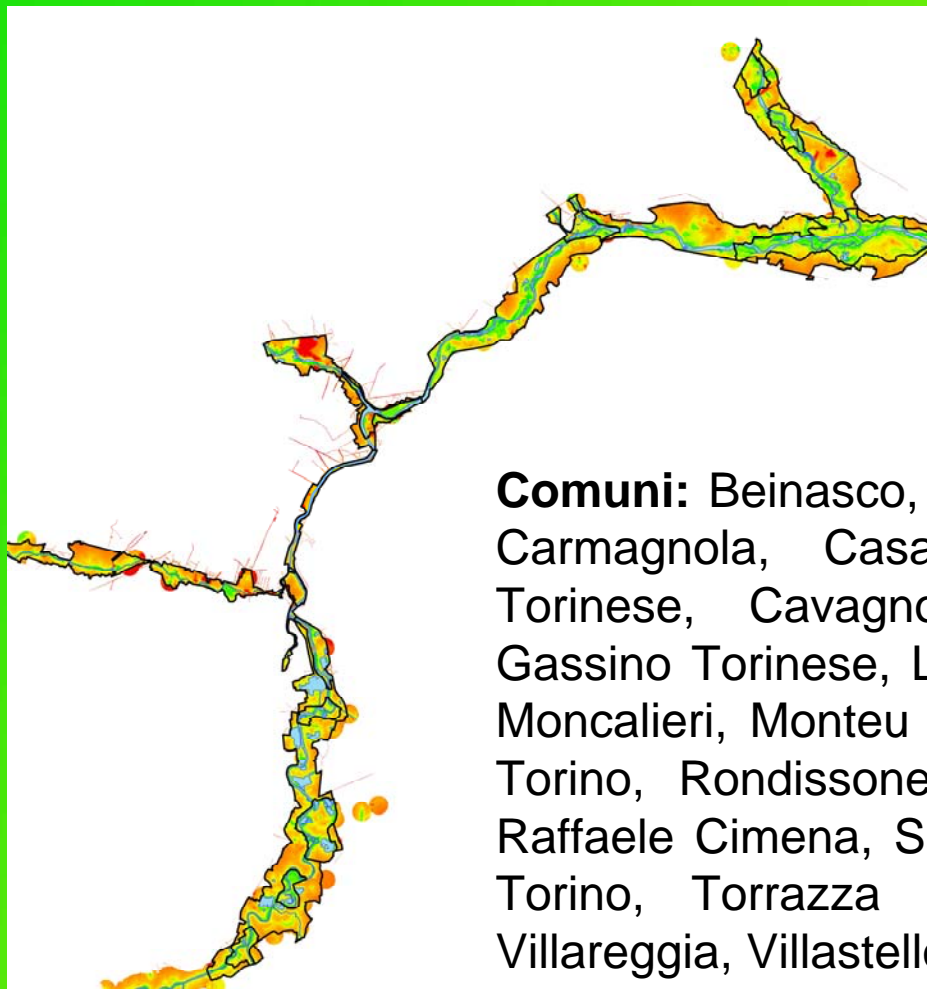 Comuni: Beinasco,
Carmagnola, Casa
Torinese, Cavagno
Gassino Torinese, L
Moncalieri, Monteu
Torino, Rondissone
Raffaele Cimena, S
Torino, Torrazza
Villareggia, Villastell